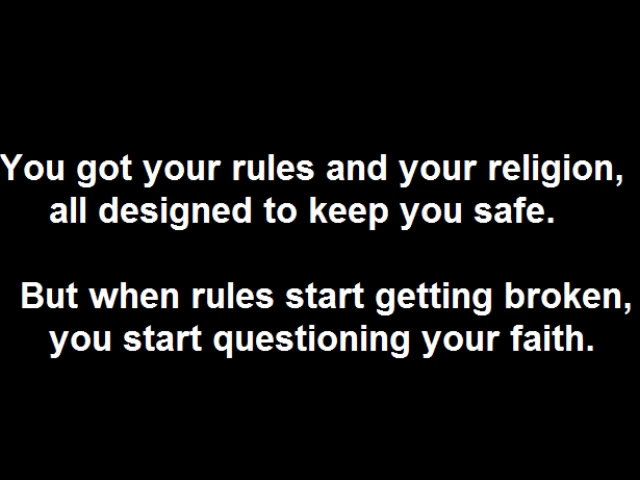 You got your rules and your religion,
all designed to keep you safe.
But when rules start getting broken,
you start questioning your faith.